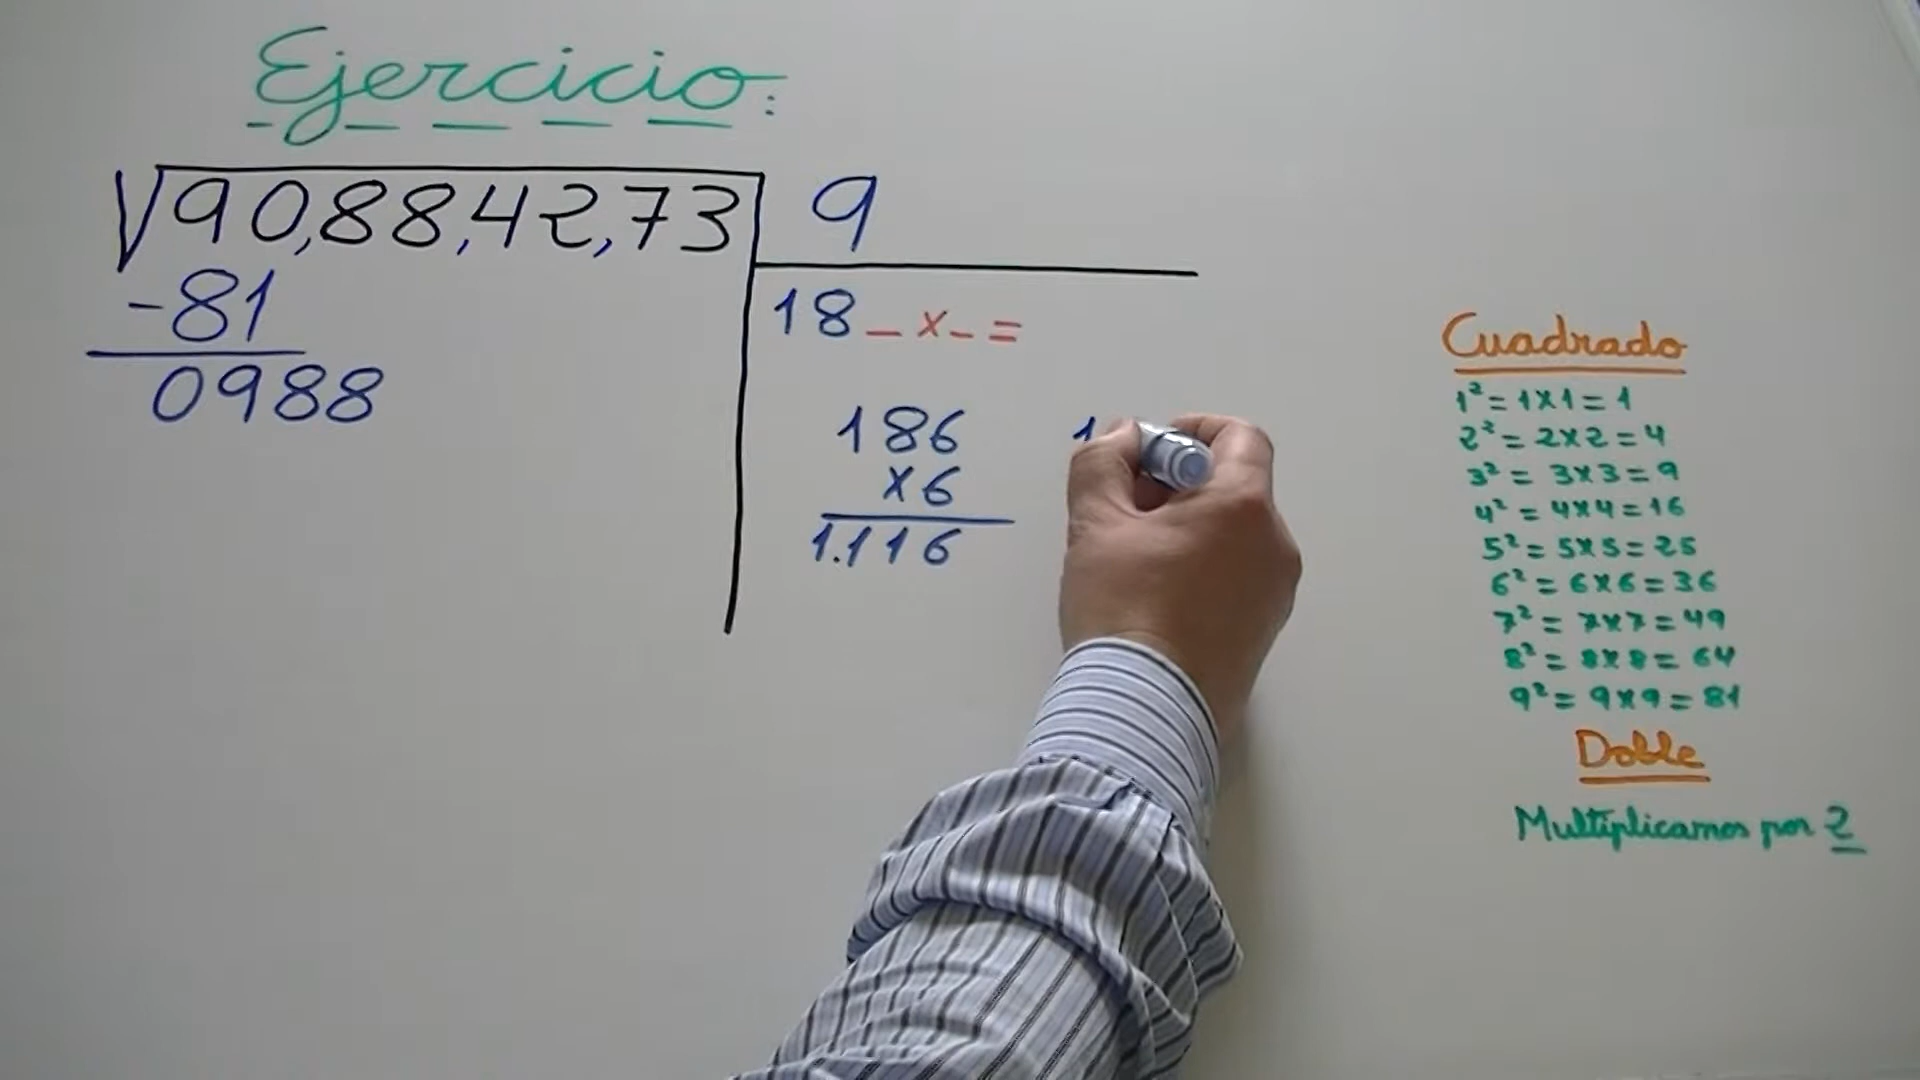 Ejercicio:
√90,88,42,73 9
-81
0988
18_x_=
186 1
x6
1.116
Cuadrado
1²=1x1=1
2²=2x2=4
3²=3x3=9
4²=4x4=16
5²=5x5=25
6²=6x6=36
7²=7x7=49
8²=8x8=64
9²=9x9=81
Doble
Multiplicamos por 2